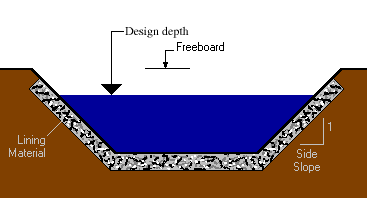 Design depth
Freeboard
Lining
Material
1
Side
Slope